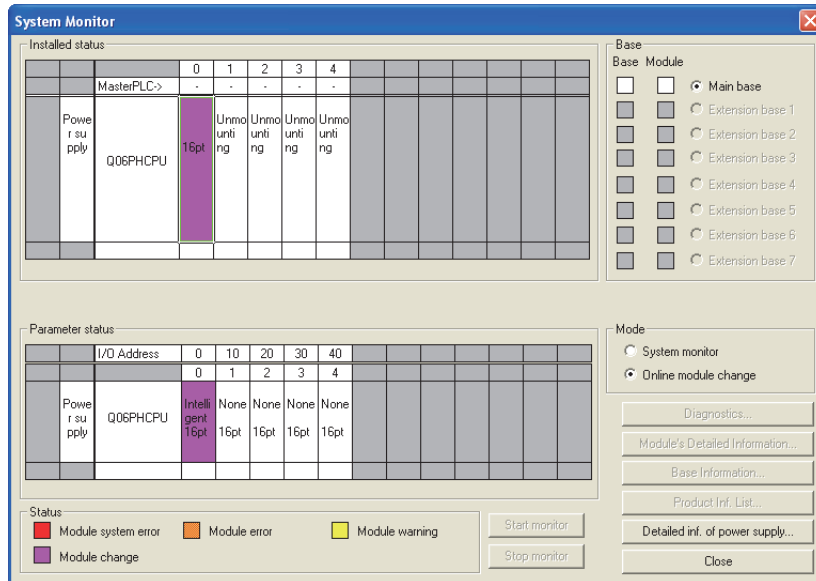 System Monitor
Installed status
0 1 2 3 4
MasterPLC-> - - - - -
Powe
r su
pply
Q06PHCPU
16pt
Unmo
unti
ng
Unmo
unti
ng
Unmo
unti
ng
Unmo
unti
ng
Base
Base Module
Main base
Extension base 1
Extension base 2
Extension base 3
Extension base 4
Extension base 5
Extension base 6
Extension base 7
Parameter status
I/O Address 0 10 20 30 40
0 1 2 3 4
Powe
r su
pply
Q06PHCPU
Intelli
gent
16pt
None
16pt
None
16pt
None
16pt
None
16pt
Mode
System monitor
Online module change
Diagnostics...
Module's Detailed Information...
Base Information...
Product Inf. List...
Detailed inf. of power supply...
Close
Status
Module system error
Module error
Module warning
Module change
Start monitor
Stop monitor